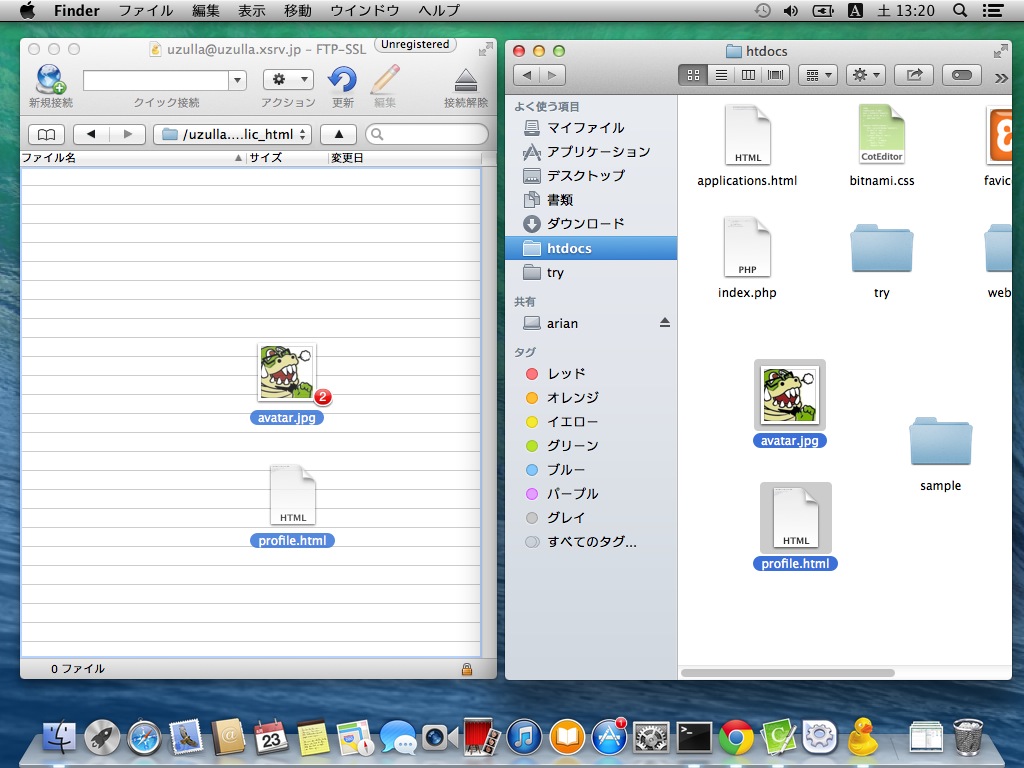 Finder ファイル 編集 表示 移動 ウインドウ ヘルプ
A 土 13:20
uzulla@uzulla.xsrv.jp – FTP-SSL
Unregistered
新規接続
クイック接続
アクション
更新
編集
接続解除
/uzulla....lic_html
ファイル名 サイズ 変更日
avatar.jpg
2
HTML
profile.html
0 ファイル
htdocs
よく使う項目
マイファイル
アプリケーション
デスクトップ
書類
ダウンロード
htdocs
try
共有
arian
タグ
レッド
オレンジ
イエロー
グリーン
ブルー
パープル
グレイ
すべてのタグ...
HTML
applications.html
CotEditor
bitnami.css
favic
PHP
index.php
try
web
avatar.jpg
sample
HTML
profile.html
23
1